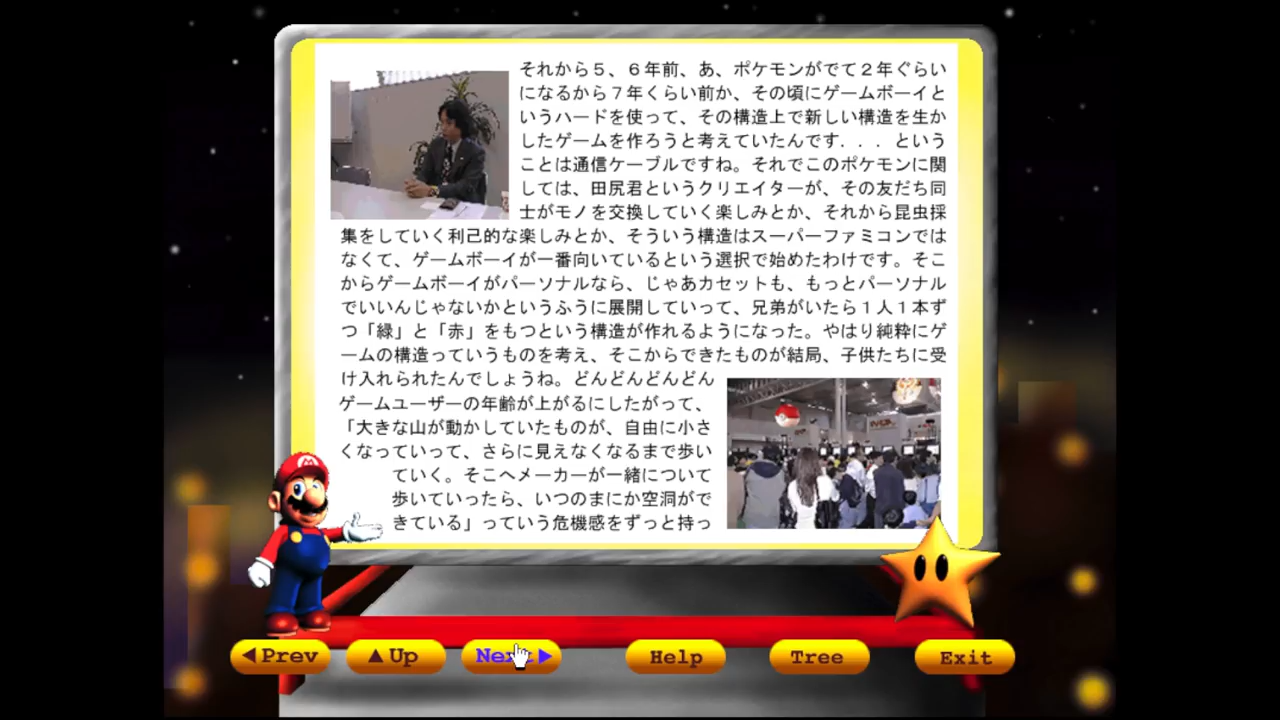 それから５、６年前、あ、ポケモンがでて２年ぐらい
になるから７年くらい前か、その頃にゲームボーイと
いうハードを使って、その構造上で新しい構造を生か
したゲームを作ろうと考えていたんです．．．という
ことは通信ケーブルですね。それでこのポケモンに関
しては、田尻君というクリエイターが、その友だち同
士がモノを交換していく楽しみとか、それから昆虫採
集をしていく利己的な楽しみとか、そういう構造はスーパーファミコンでは
なくて、ゲームボーイが一番向いているという選択で始めたわけです。そこ
からゲームボーイがパーソナルなら、じゃあカセットも、もっとパーソナル
でいいんじゃないかというふうに展開していって、兄弟がいたら１人１本ず
つ「緑」と「赤」をもつという構造が作れるようになった。やはり純粋にゲ
ームの構造っていうものを考え、そこからできたものが結局、子供たちに受
け入れられたんでしょうね。どんどんどんどん
ゲームユーザーの年齢が上がるにしたがって、
「大きな山が動かしていたものが、自由に小さ
くなっていって、さらに見えなくなるまで歩い
ていく。そこへメーカーが一緒について
歩いていったら、いつのまにか空洞がで
きている」っていう危機感をずっと持っ
◀Prev ▲Up Next▶ Help Tree Exit